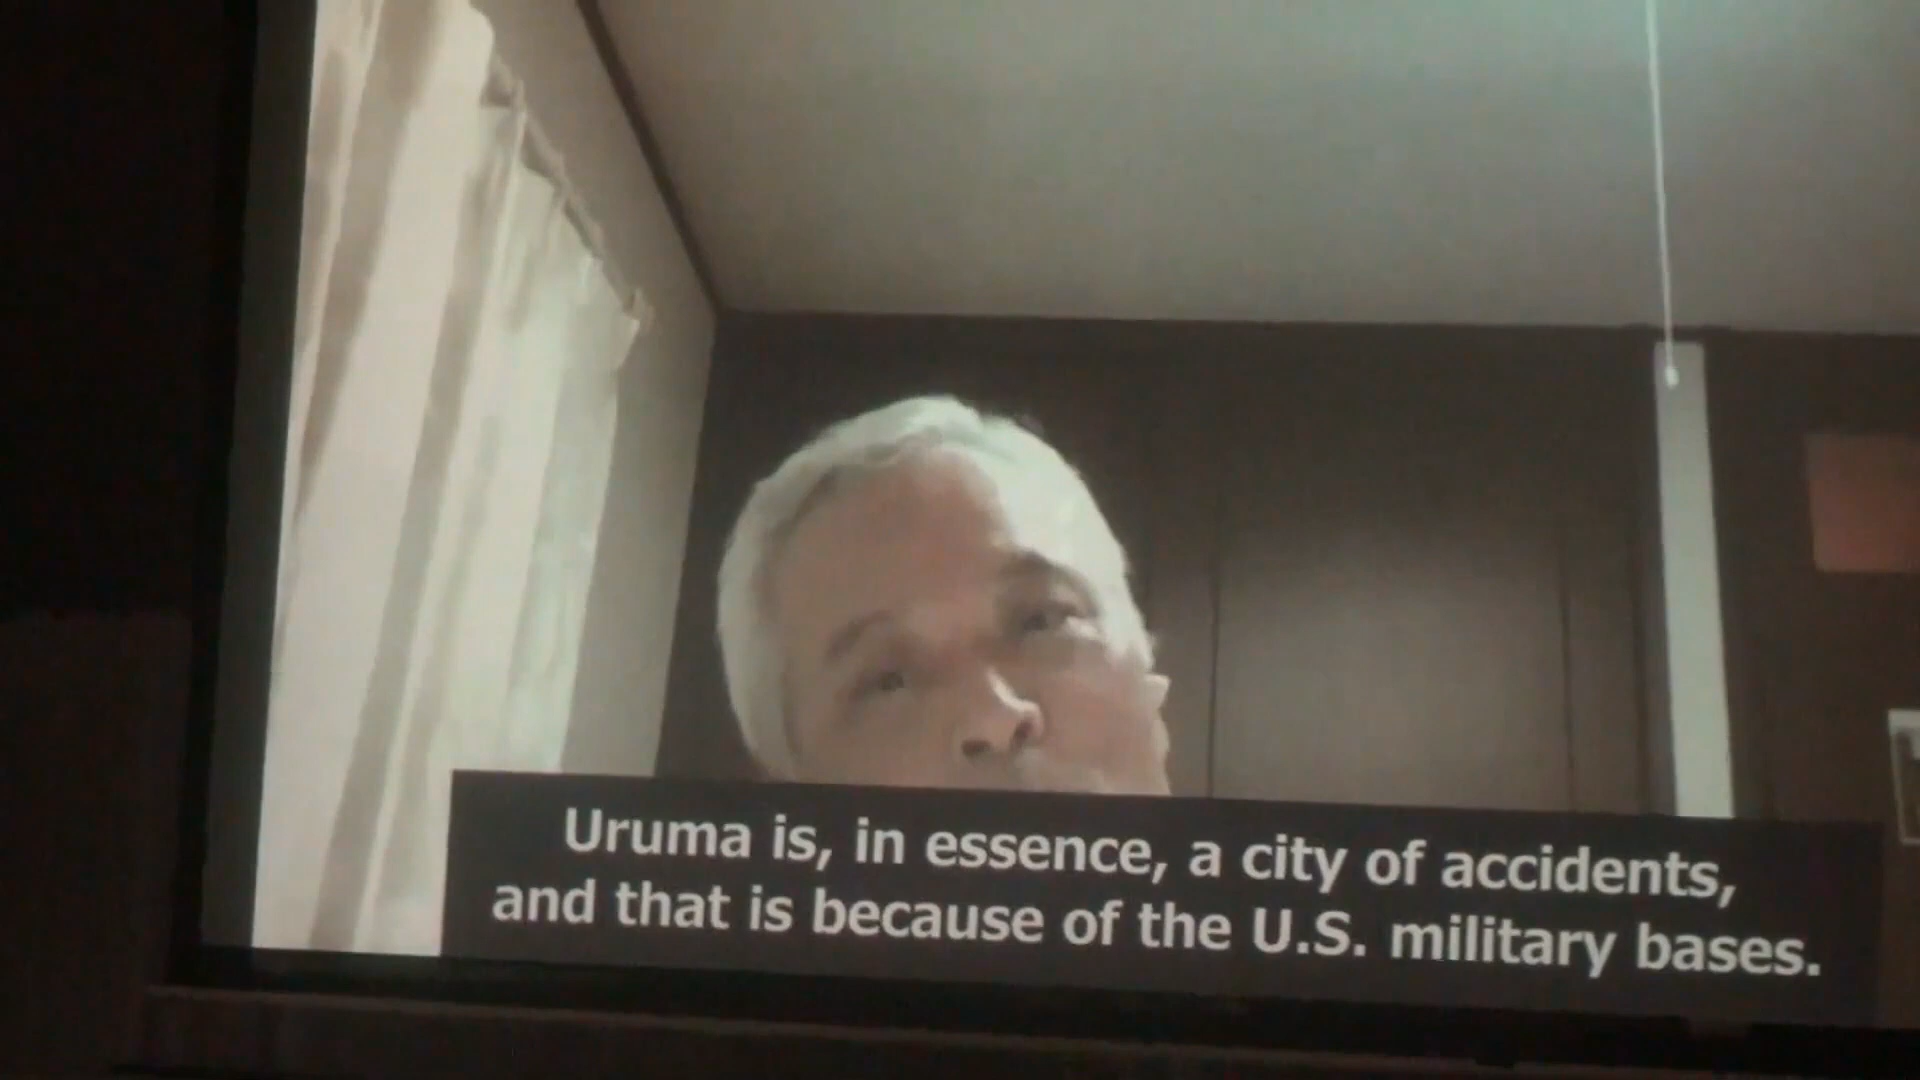 Uruma is, in essence, a city of accidents,
and that is because of the U.S. military bases.